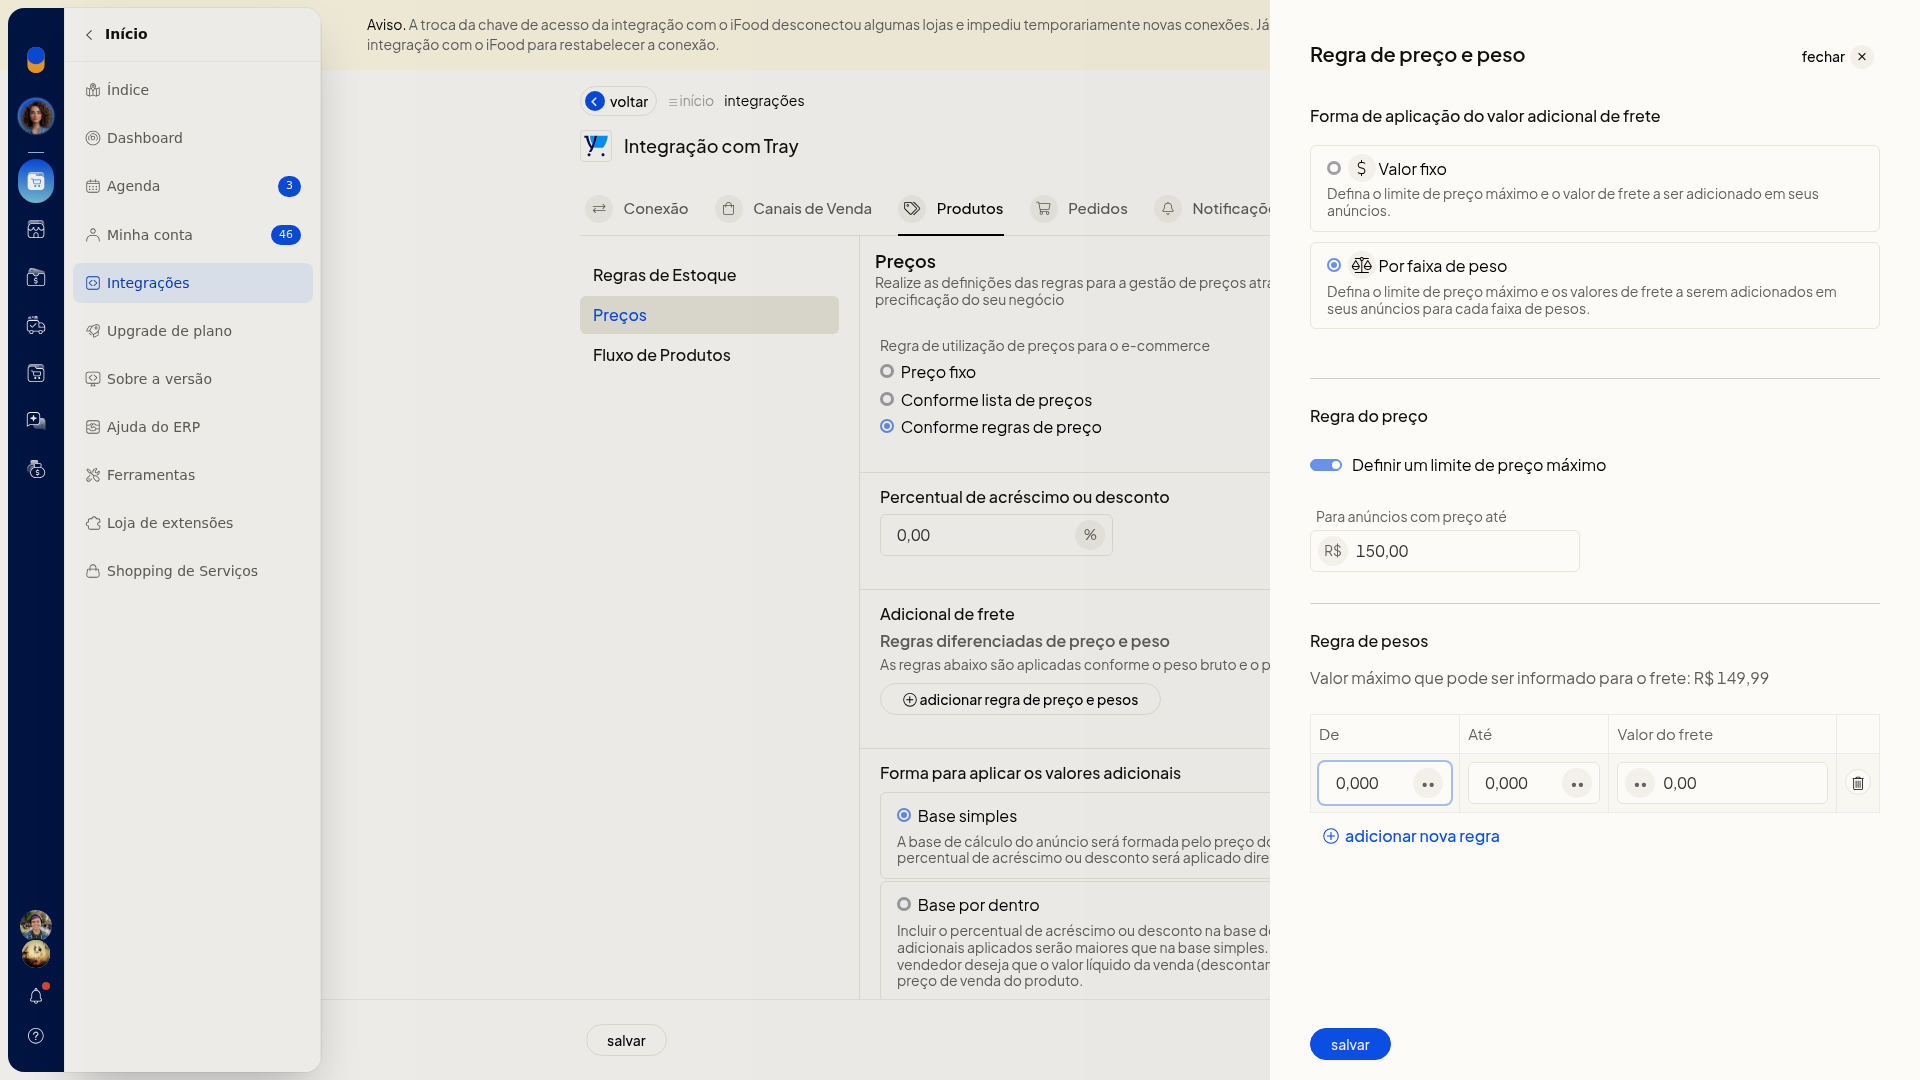 Início
Índice
Dashboard
Agenda
3
Minha conta
46
Integrações
Upgrade de plano
Sobre a versão
Ajuda do ERP
Ferramentas
Loja de extensões
Shopping de Serviços
Aviso. A troca da chave de acesso da integração com o iFood desconectou algumas lojas e impediu temporariamente novas conexões. Já
integração com o iFood para restabelecer a conexão.
voltar
início
integrações
Integração com Tray
Conexão
Canais de Venda
Produtos
Pedidos
Notificaçõ
Regras de Estoque
Preços
Fluxo de Produtos
Preços
Realize as definições das regras para a gestão de preços atra
precificação do seu negócio
Regra de utilização de preços para o e-commerce
Preço fixo
Conforme lista de preços
Conforme regras de preço
Percentual de acréscimo ou desconto
0,00 %
Adicional de frete
Regras diferenciadas de preço e peso
As regras abaixo são aplicadas conforme o peso bruto e o p
adicionar regra de preço e pesos
Forma para aplicar os valores adicionais
Base simples
A base de cálculo do anúncio será formada pelo preço do
percentual de acréscimo ou desconto será aplicado dire
Base por dentro
Incluir o percentual de acréscimo ou desconto na base de
adicionais aplicados serão maiores que na base simples.
vendedor deseja que o valor líquido da venda (descontan
preço de venda do produto.
salvar
Regra de preço e peso
fechar
Forma de aplicação do valor adicional de frete
$ Valor fixo
Defina o limite de preço máximo e o valor de frete a ser adicionado em seus
anúncios.
Por faixa de peso
Defina o limite de preço máximo e os valores de frete a serem adicionados em
seus anúncios para cada faixa de pesos.
Regra do preço
Definir um limite de preço máximo
Para anúncios com preço até
R$ 150,00
Regra de pesos
Valor máximo que pode ser informado para o frete: R$ 149,99
De
Até
Valor do frete
0,000
0,000
0,00
adicionar nova regra
salvar